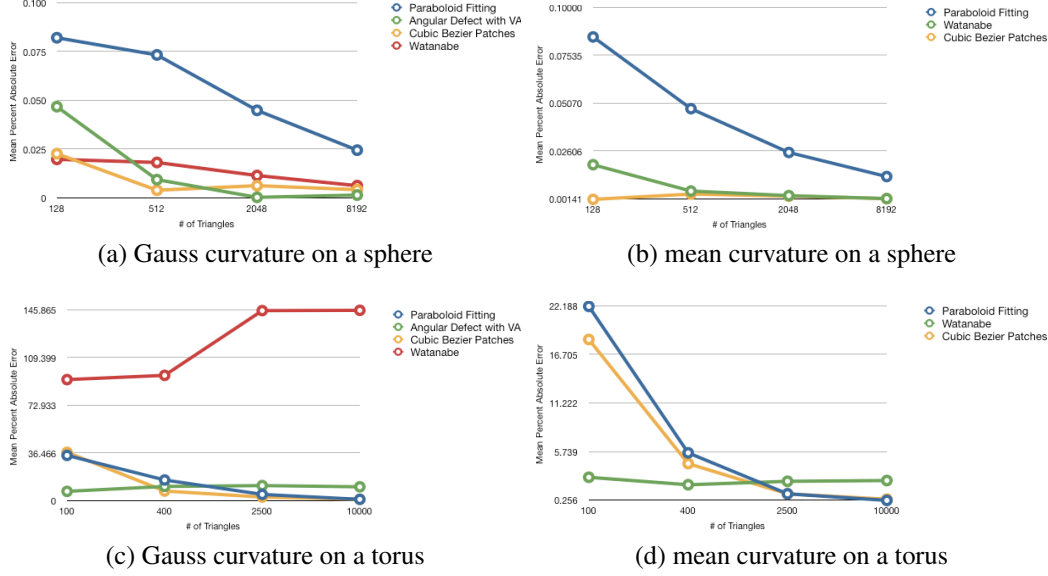 0.100
0.075
0.050
0.025
0
128
512
2048
8192
Mean Percent Absolute Error
# of Triangles
Paraboloid Fitting
Angular Defect with VA
Cubic Bezier Patches
Watanabe
(a) Gauss curvature on a sphere
0.10000
0.07535
0.05070
0.02606
0.00141
128
512
2048
8192
Mean Percent Absolute Error
# of Triangles
Paraboloid Fitting
Watanabe
Cubic Bezier Patches
(b) mean curvature on a sphere
145.865
109.399
72.933
36.466
0
100
400
2500
10000
Mean Percent Absolute Error
# of Triangles
Paraboloid Fitting
Angular Defect with VA
Cubic Bezier Patches
Watanabe
(c) Gauss curvature on a torus
22.188
16.705
11.222
5.739
0.256
100
400
2500
10000
Mean Percent Absolute Error
# of Triangles
Paraboloid Fitting
Watanabe
Cubic Bezier Patches
(d) mean curvature on a torus